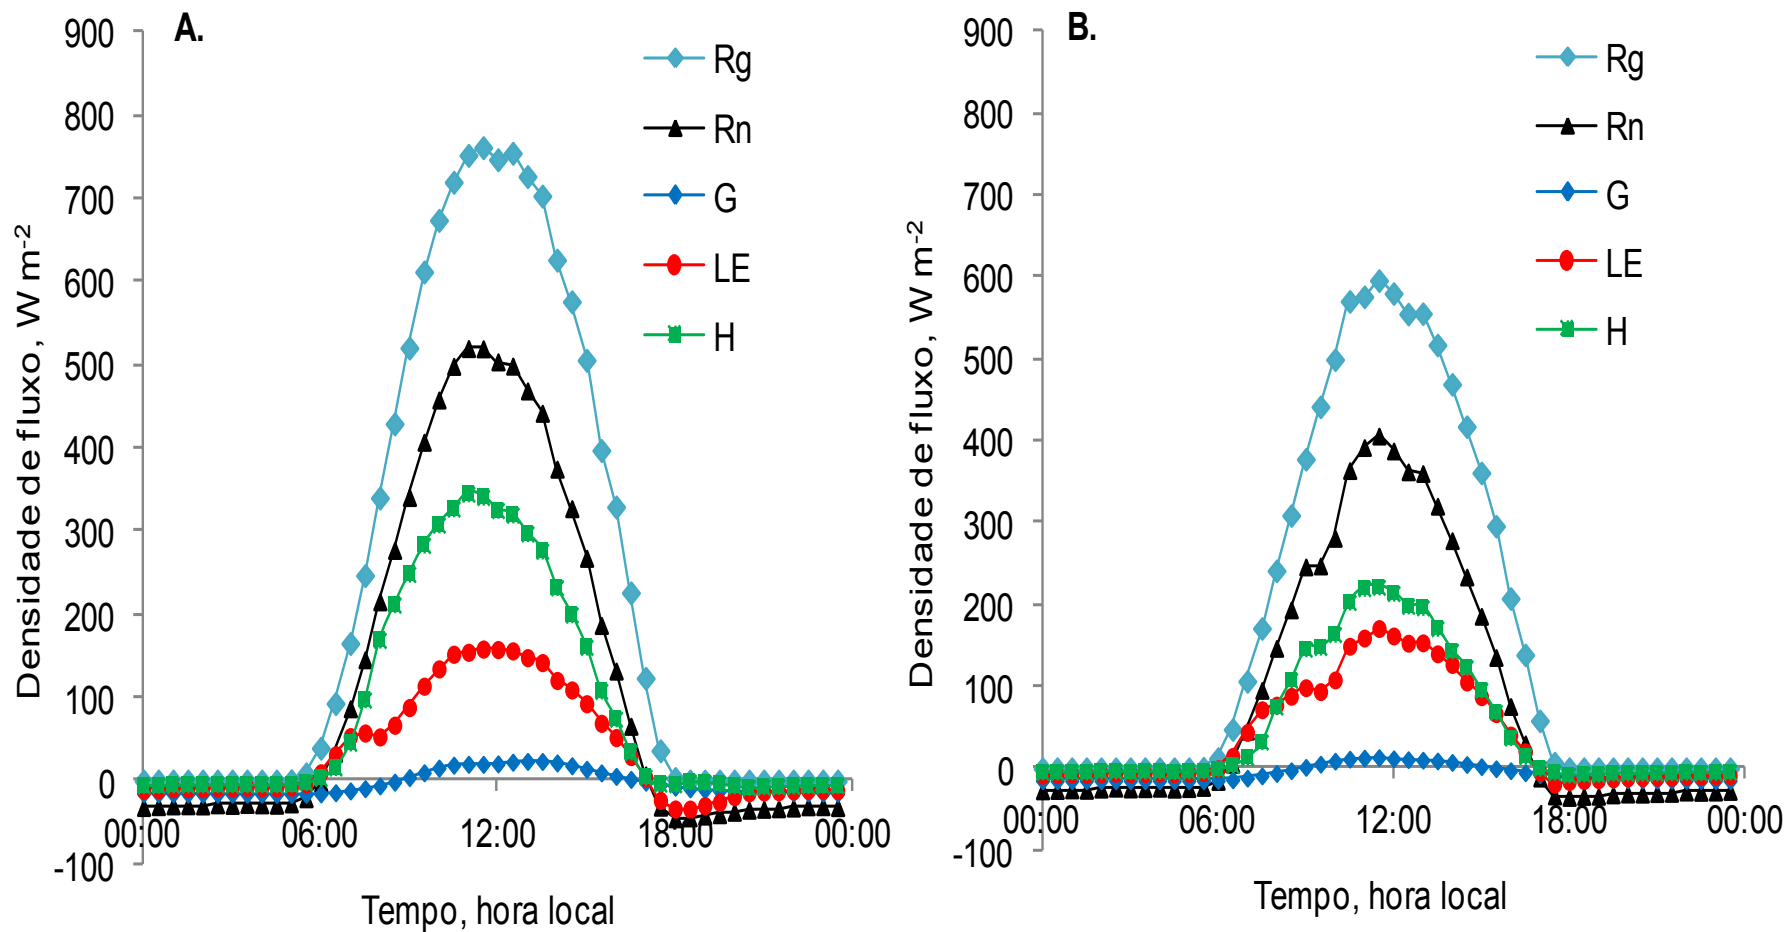 A.
900
800
700
600
500
400
300
200
100
0
-100
Densidade de fluxo, W m-2
00:00
06:00
12:00
18:00
00:00
Tempo, hora local
Rg
Rn
G
LE
H
B.
900
800
700
600
500
400
300
200
100
0
-100
Densidade de fluxo, W m-2
00:00
06:00
12:00
18:00
00:00
Tempo, hora local
Rg
Rn
G
LE
H